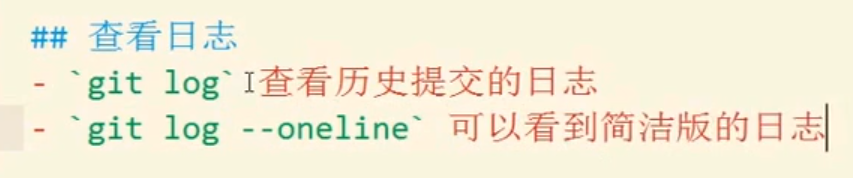 ## 查看日志
- `git log` 查看历史提交的日志
- `git log --oneline` 可以看到简洁版的日志